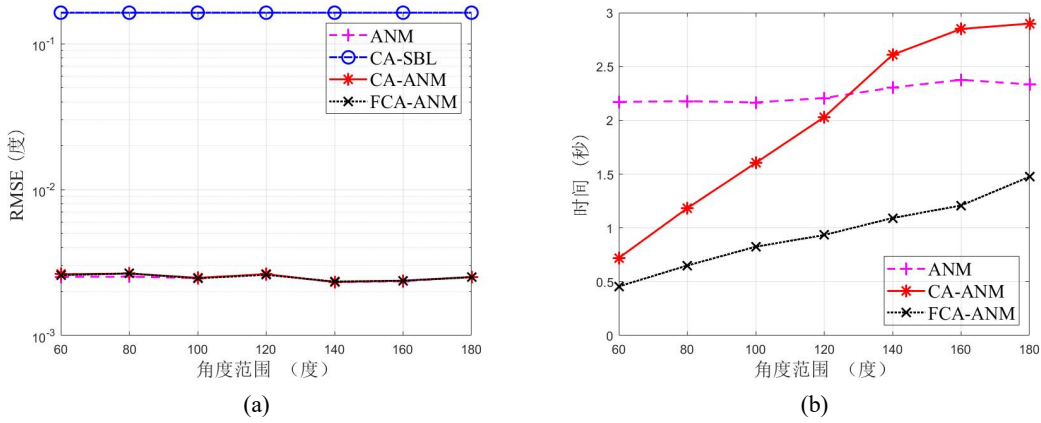 RMSE (度)
10⁻¹
10⁻²
10⁻³
ANM
CA-SBL
CA-ANM
FCA-ANM
60 80 100 120 140 160 180
角度范围 (度)
(a)
时间 (秒)
3
2.5
2
1.5
1
0.5
0
ANM
CA-ANM
FCA-ANM
60 80 100 120 140 160 180
角度范围 (度)
(b)